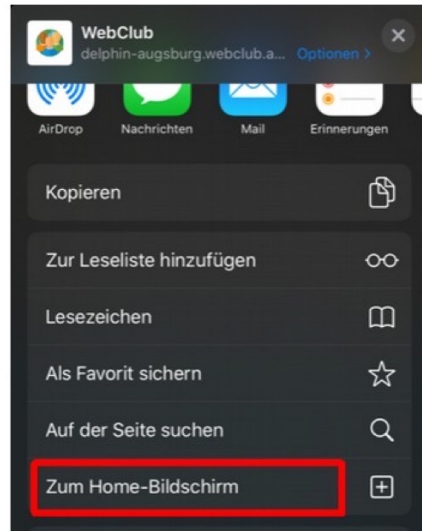 WebClub
delphin-augsburg.webclub.a... Optionen >
AirDrop Nachrichten Mail Erinnerungen
Kopieren
Zur Leseliste hinzufügen
Lesezeichen
Als Favorit sichern
Auf der Seite suchen
Zum Home-Bildschirm